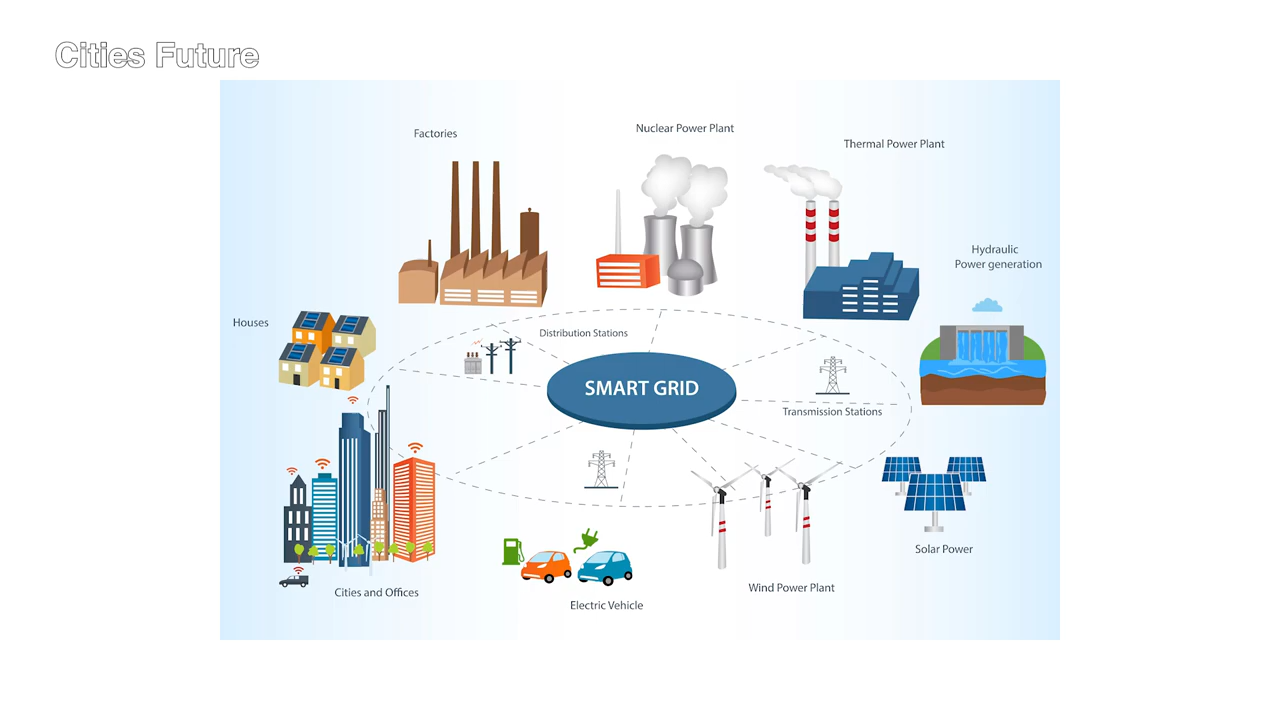 Cities Future
Factories
Nuclear Power Plant
Thermal Power Plant
Hydraulic
Power generation
Houses
Distribution Stations
SMART GRID
Transmission Stations
Solar Power
Wind Power Plant
Cities and Offices
Electric Vehicle